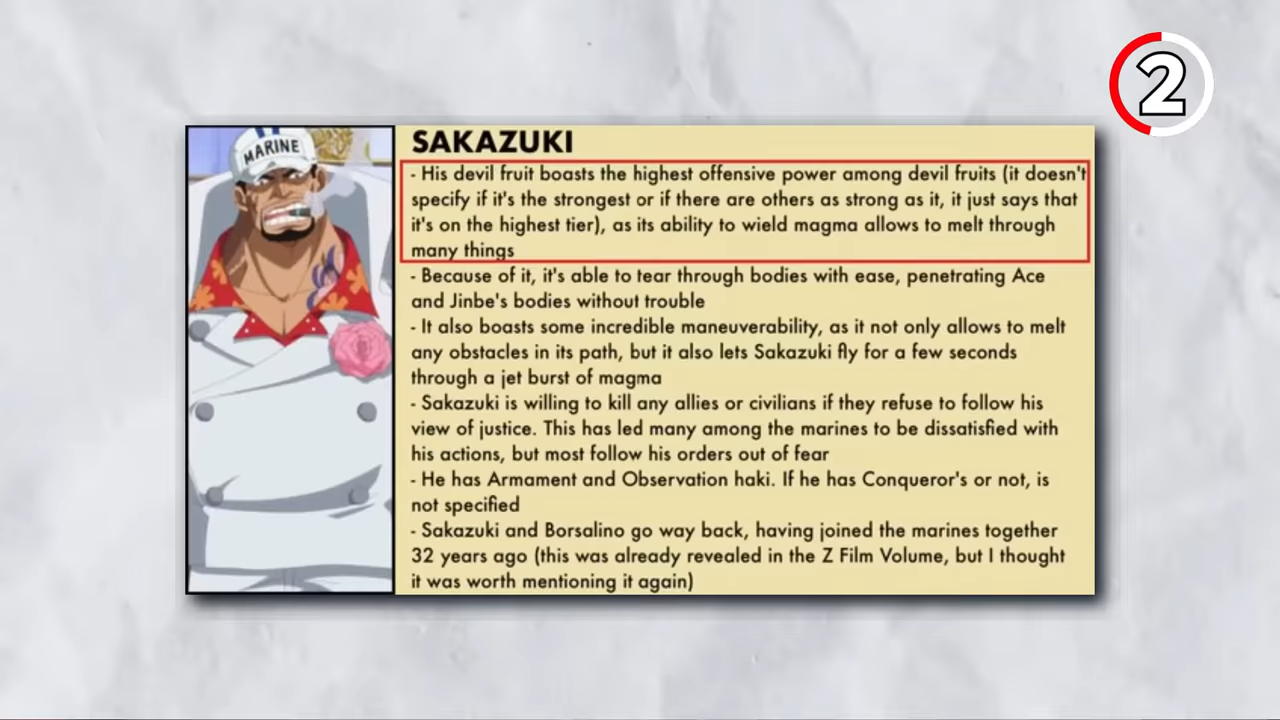 2
MARINE
SAKAZUKI
- His devil fruit boasts the highest offensive power among devil fruits (it doesn't
specify if it's the strongest or if there are others as strong as it, it just says that
it's on the highest tier), as its ability to wield magma allows to melt through
many things
- Because of it, it's able to tear through bodies with ease, penetrating Ace
and Jinbe's bodies without trouble
- It also boasts some incredible maneuverability, as it not only allows to melt
any obstacles in its path, but it also lets Sakazuki fly for a few seconds
through a jet burst of magma
- Sakazuki is willing to kill any allies or civilians if they refuse to follow his
view of justice. This has led many among the marines to be dissatisfied with
his actions, but most follow his orders out of fear
- He has Armament and Observation haki. If he has Conqueror's or not, is
not specified
- Sakazuki and Borsalino go way back, having joined the marines together
32 years ago (this was already revealed in the Z Film Volume, but I thought
it was worth mentioning it again)